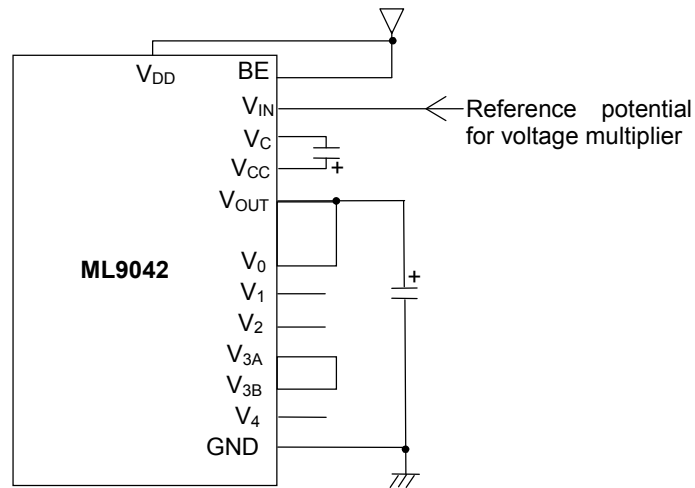 VDD
BE
VIN
Reference potential
for voltage multiplier
VC
VCC
+
VOUT
ML9042
V0
+
V1
V2
V3A
V3B
V4
GND